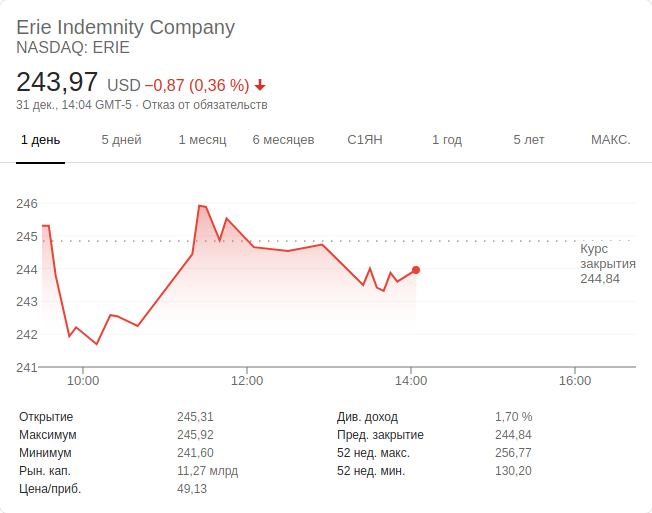 Erie Indemnity Company
NASDAQ: ERIE
243,97 USD −0,87 (0,36 %)
31 дек., 14:04 GMT-5 · Отказ от обязательств
1 день 5 дней 1 месяц 6 месяцев С1ЯН 1 год 5 лет МАКС.
246
245
244
243
242
241
Курс
закрытия
244,84
10:00 12:00 14:00 16:00
Открытие 245,31 Див. доход 1,70 %
Максимум 245,92 Пред. закрытие 244,84
Минимум 241,60 52 нед. макс. 256,77
Рын. кап. 11,27 млрд 52 нед. мин. 130,20
Цена/приб. 49,13